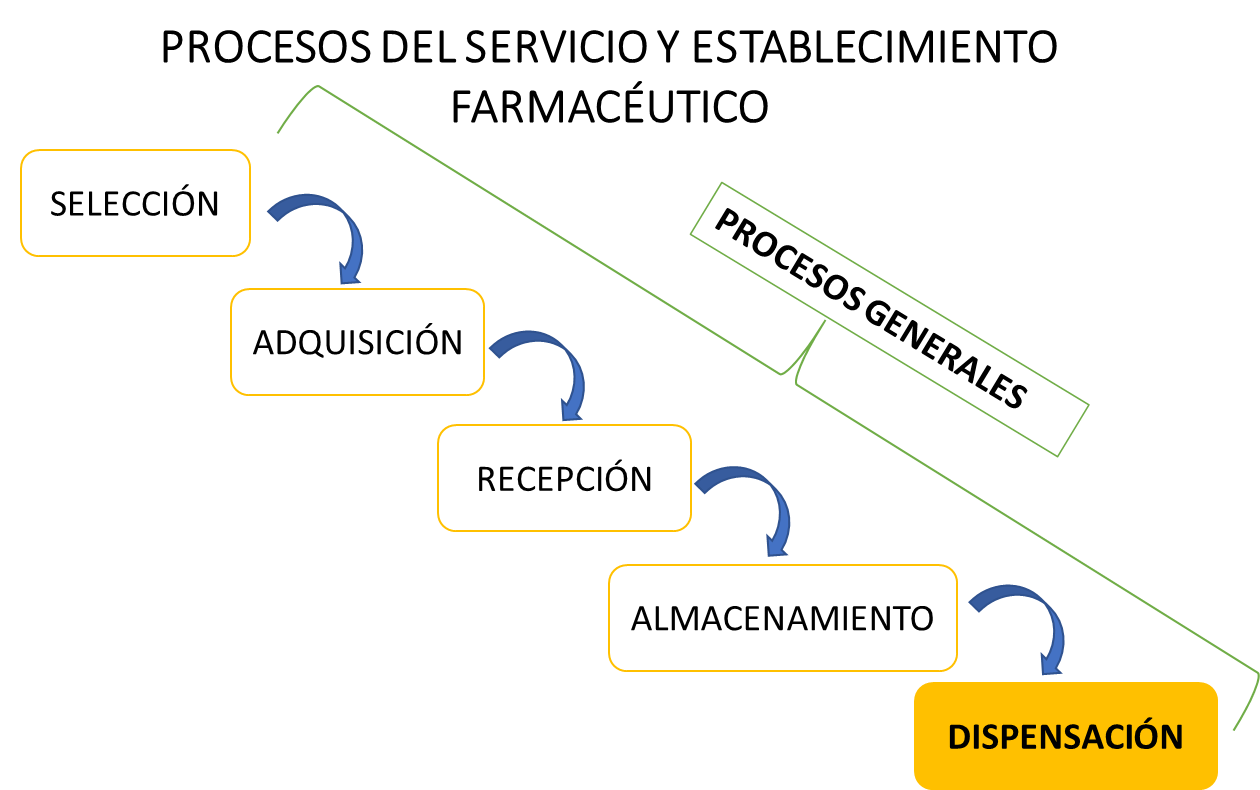 PROCESOS DEL SERVICIO Y ESTABLECIMIENTO
FARMACÉUTICO
SELECCIÓN
PROCESOS GENERALES
ADQUISICIÓN
RECEPCIÓN
ALMACENAMIENTO
DISPENSACIÓN